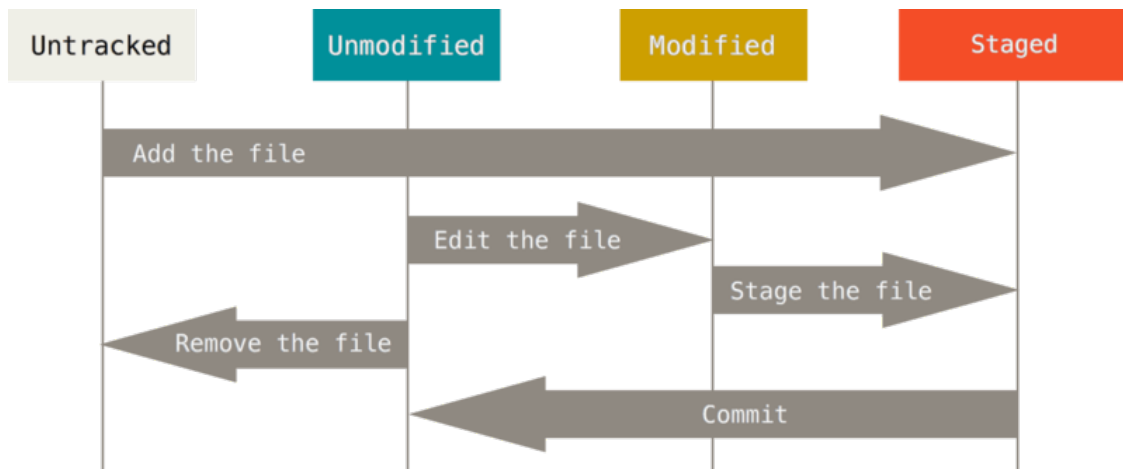 Untracked
Unmodified
Modified
Staged
Add the file
Edit the file
Stage the file
Remove the file
Commit